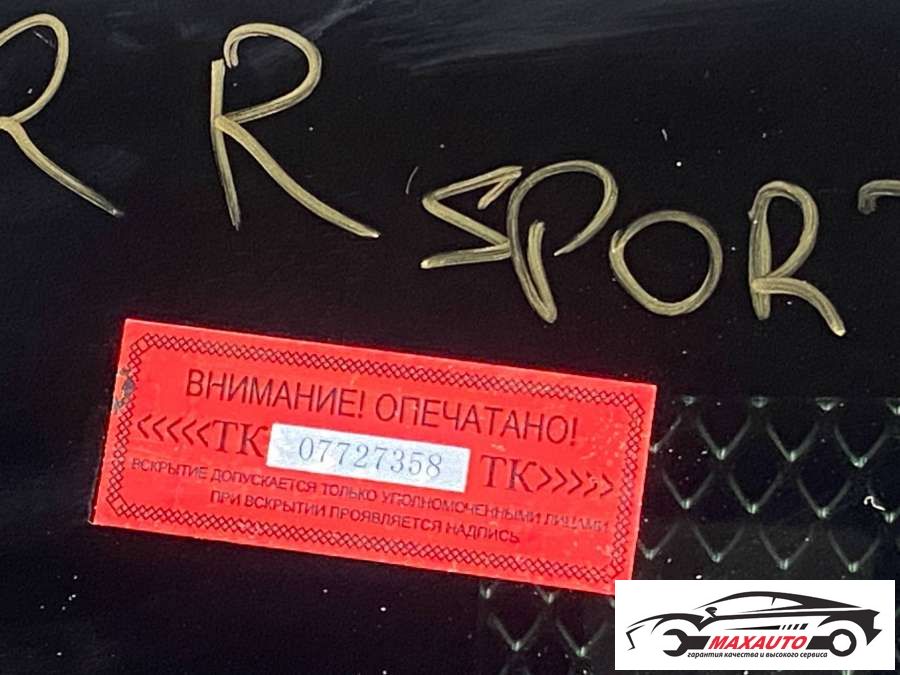 R R SPORT
ВНИМАНИЕ! ОПЕЧАТАНО!
<<<<<ТК 07727358 ТК>>>>>
ВСКРЫТИЕ ДОПУСКАЕТСЯ ТОЛЬКО УПОЛНОМОЧЕННЫМИ ЛИЦАМИ
ПРИ ВСКРЫТИИ ПРОЯВЛЯЕТСЯ НАДПИСЬ
MAXAUTO
гарантия качества и высокого сервиса